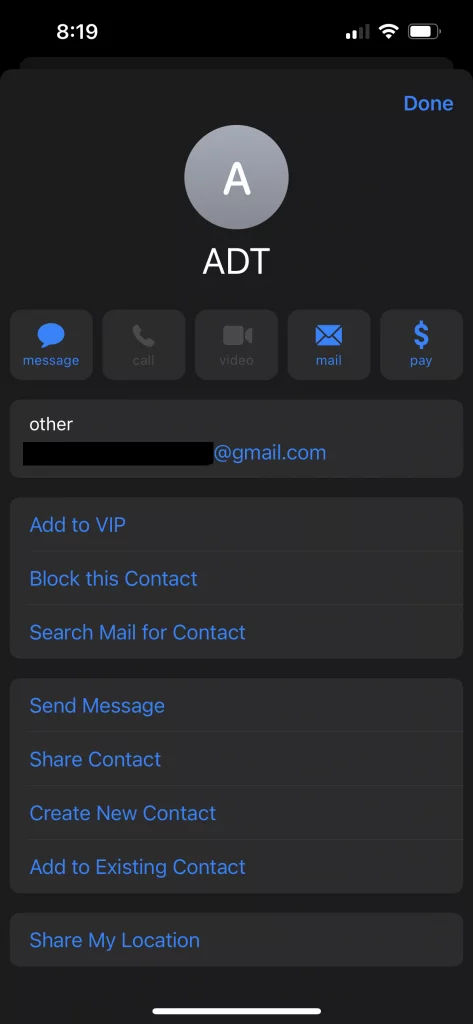 8:19
Done
A
ADT
message call video mail pay
other
@gmail.com
Add to VIP
Block this Contact
Search Mail for Contact
Send Message
Share Contact
Create New Contact
Add to Existing Contact
Share My Location